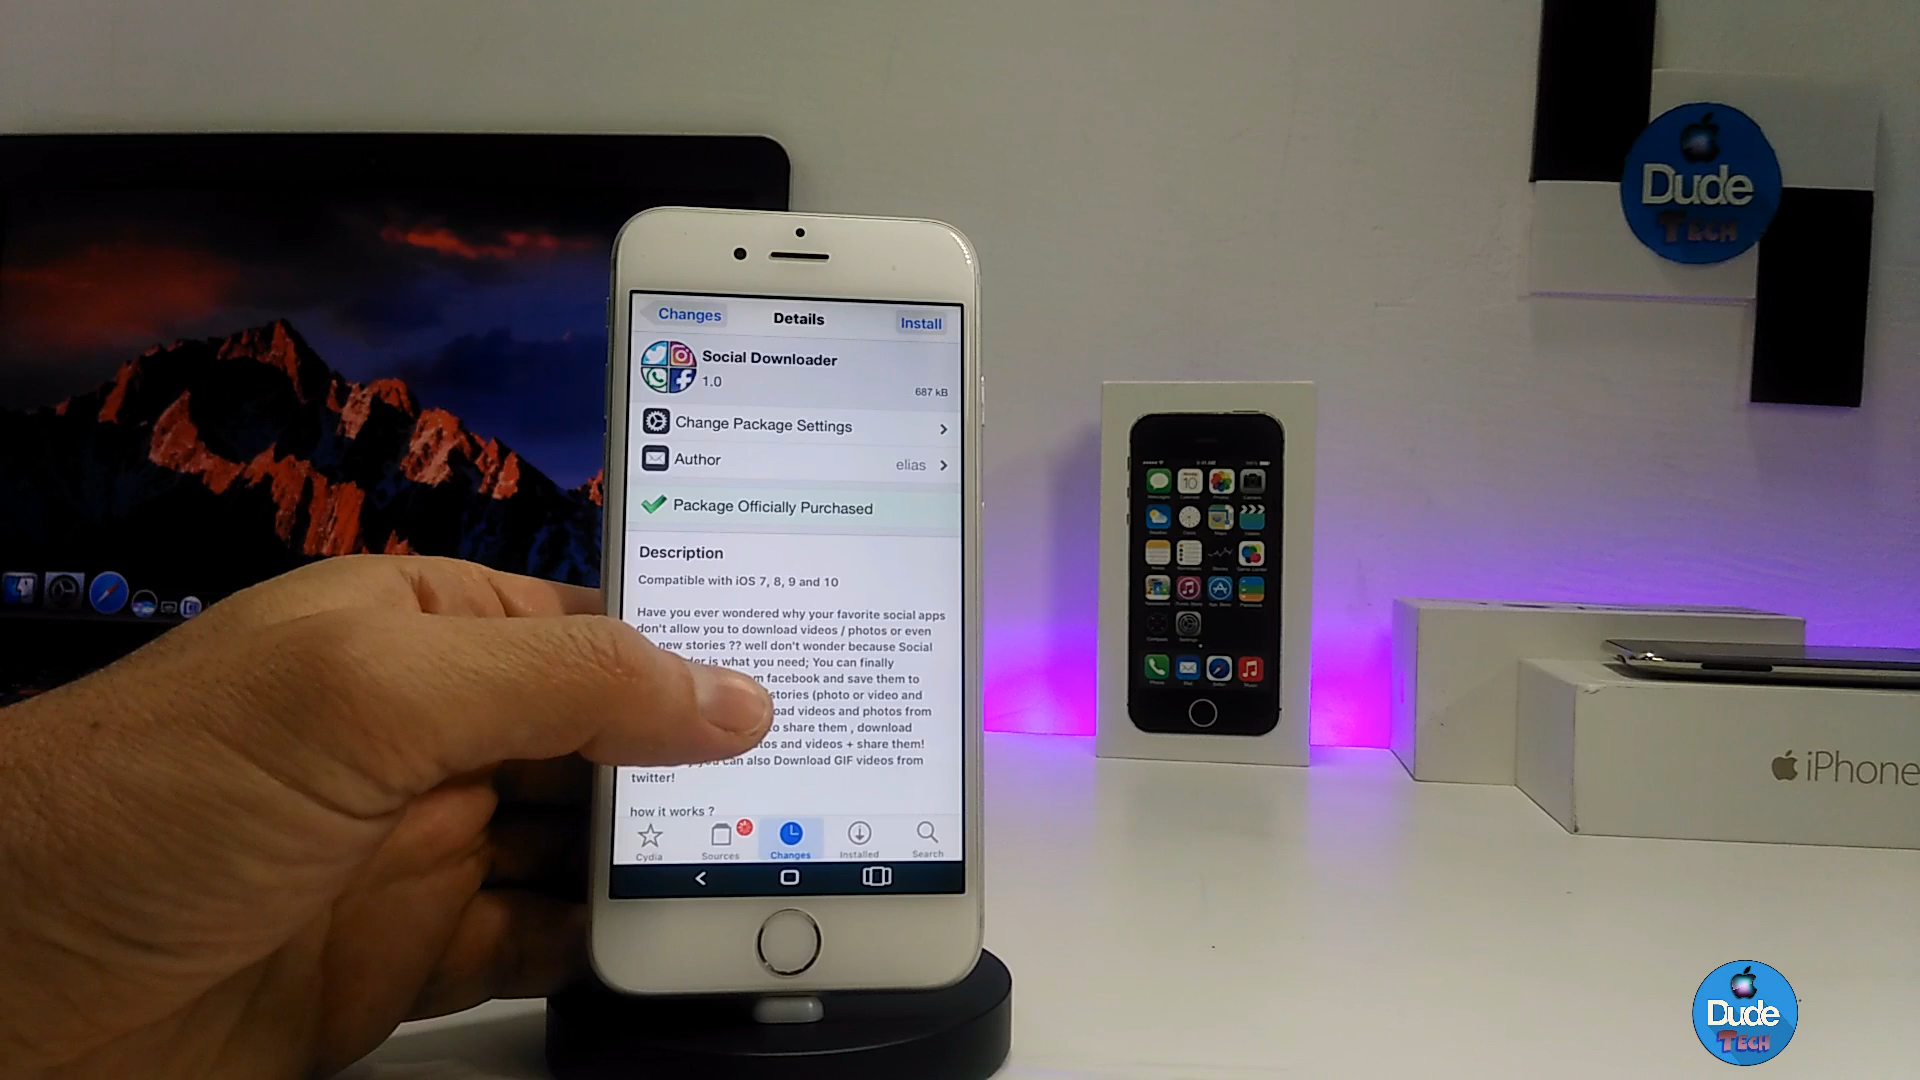 Dude
TECH
Changes
Details
Install
Social Downloader
1.0
687 kB
Change Package Settings
Author
elias
Package Officially Purchased
Description
Compatible with iOS 7, 8, 9 and 10
Have you ever wondered why your favorite social apps
don't allow you to download videos / photos or even
new stories ?? well don't wonder because Social
is what you need; You can finally
facebook and save them to
stories (photo or video and
videos and photos from
to share them , download
and videos + share them!
can also Download GIF videos from
twitter!
how it works ?
Cydia
Sources
Changes
Installed
Search
iPhone
Dude
TECH